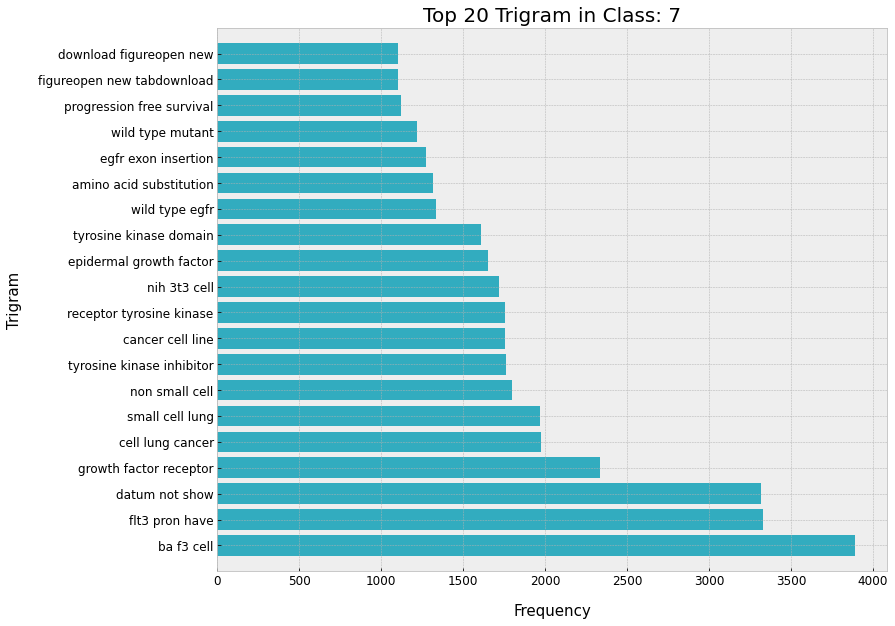 Top 20 Trigram in Class: 7
download figureopen new
figureopen new tabdownload
progression free survival
wild type mutant
egfr exon insertion
amino acid substitution
wild type egfr
tyrosine kinase domain
epidermal growth factor
nih 3t3 cell
receptor tyrosine kinase
cancer cell line
tyrosine kinase inhibitor
non small cell
small cell lung
cell lung cancer
growth factor receptor
datum not show
flt3 pron have
ba f3 cell
Trigram
0 500 1000 1500 2000 2500 3000 3500 4000
Frequency